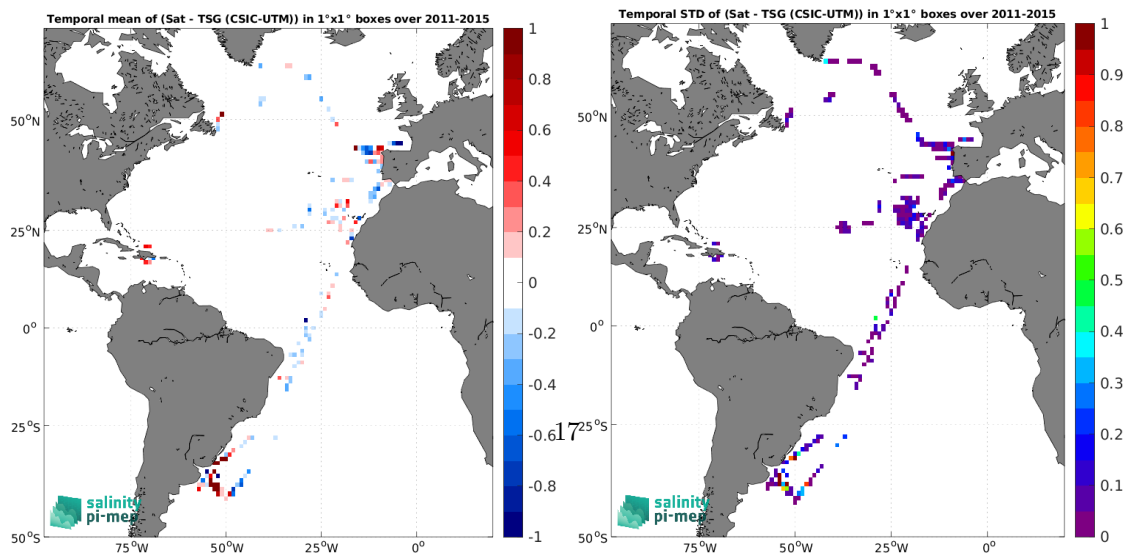 Temporal mean of (Sat - TSG (CSIC-UTM)) in 1°x1° boxes over 2011-2015
50°N
25°N
0°
25°S
50°S
75°W
50°W
25°W
0°
1
0.8
0.6
0.4
0.2
0
-0.2
-0.4
-0.6
-0.8
-1
salinity
pi-mep
17
Temporal STD of (Sat - TSG (CSIC-UTM)) in 1°x1° boxes over 2011-2015
50°N
25°N
0°
25°S
50°S
75°W
50°W
25°W
0°
1
0.9
0.8
0.7
0.6
0.5
0.4
0.3
0.2
0.1
0
salinity
pi-mep